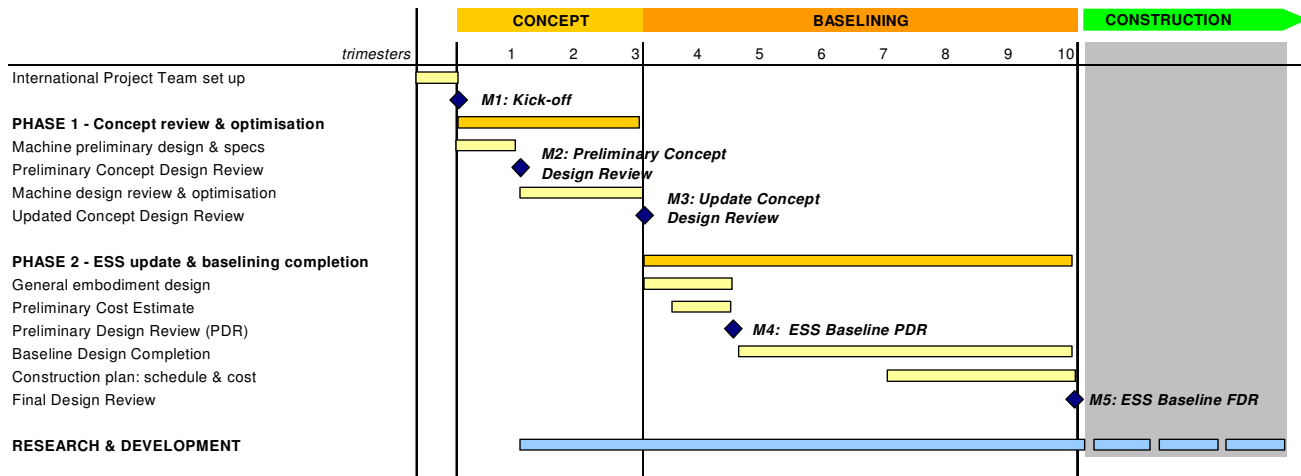 CONCEPT BASELINING CONSTRUCTION
trimesters 1 2 3 4 5 6 7 8 9 10
International Project Team set up
M1: Kick-off
PHASE 1 - Concept review & optimisation
Machine preliminary design & specs
M2: Preliminary Concept
Preliminary Concept Design Review
Design Review
Machine design review & optimisation
M3: Update Concept
Updated Concept Design Review
Design Review
PHASE 2 - ESS update & baselining completion
General embodiment design
Preliminary Cost Estimate
Preliminary Design Review (PDR) M4: ESS Baseline PDR
Baseline Design Completion
Construction plan: schedule & cost
Final Design Review M5: ESS Baseline FDR
RESEARCH & DEVELOPMENT